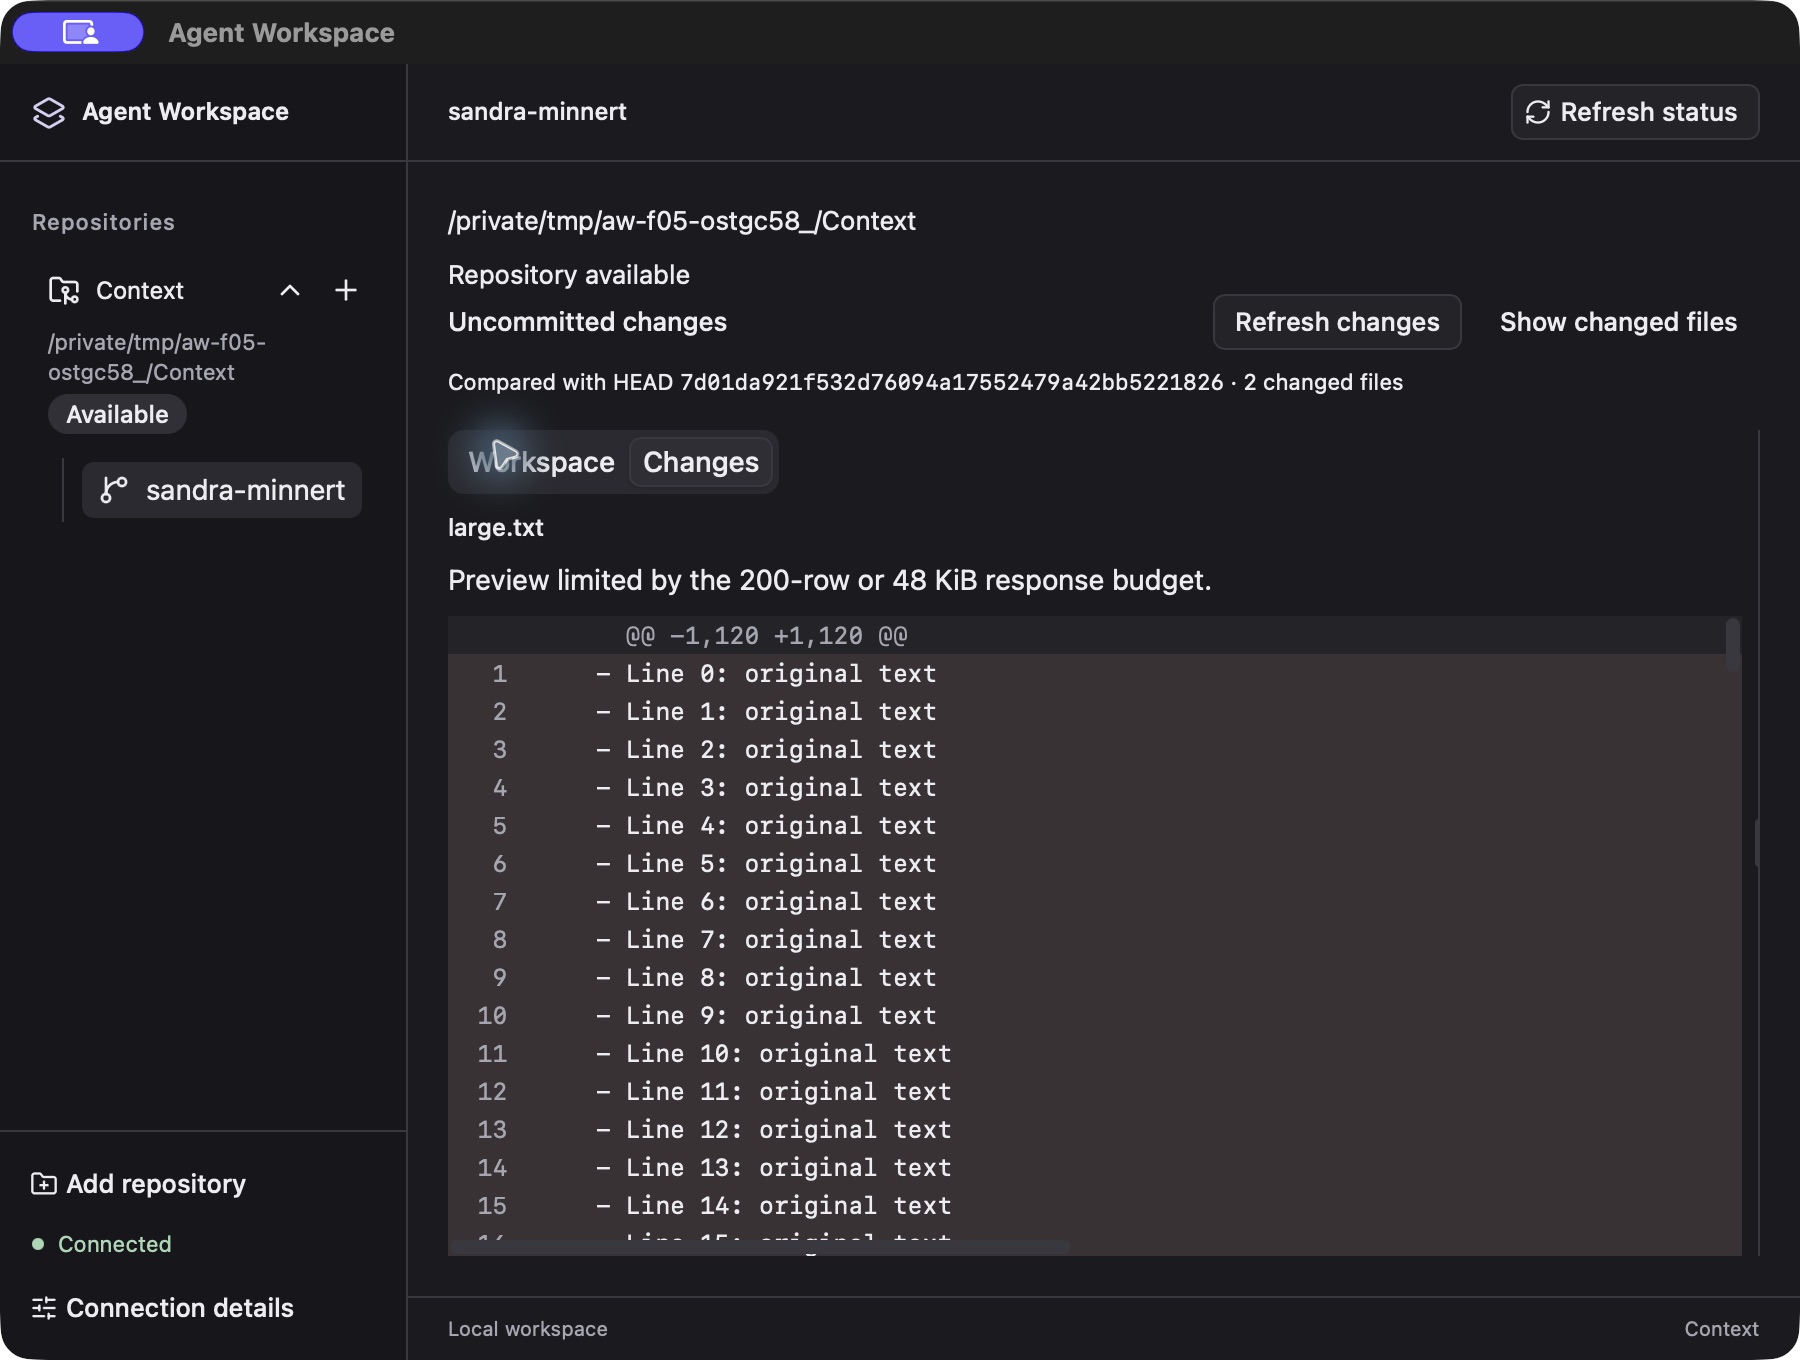 Agent Workspace
Agent Workspace
sandra-minnert
Refresh status
Repositories
Context
/private/tmp/aw-f05-
ostgc58_/Context
Available
sandra-minnert
/private/tmp/aw-f05-ostgc58_/Context
Repository available
Uncommitted changes
Refresh changes
Show changed files
Compared with HEAD 7d01da921f532d76094a17552479a42bb5221826 · 2 changed files
Workspace
Changes
large.txt
Preview limited by the 200-row or 48 KiB response budget.
@@ -1,120 +1,120 @@
1 - Line 0: original text
2 - Line 1: original text
3 - Line 2: original text
4 - Line 3: original text
5 - Line 4: original text
6 - Line 5: original text
7 - Line 6: original text
8 - Line 7: original text
9 - Line 8: original text
10 - Line 9: original text
11 - Line 10: original text
12 - Line 11: original text
13 - Line 12: original text
14 - Line 13: original text
15 - Line 14: original text
16 - Line 15: original text
Add repository
Connected
Connection details
Local workspace
Context